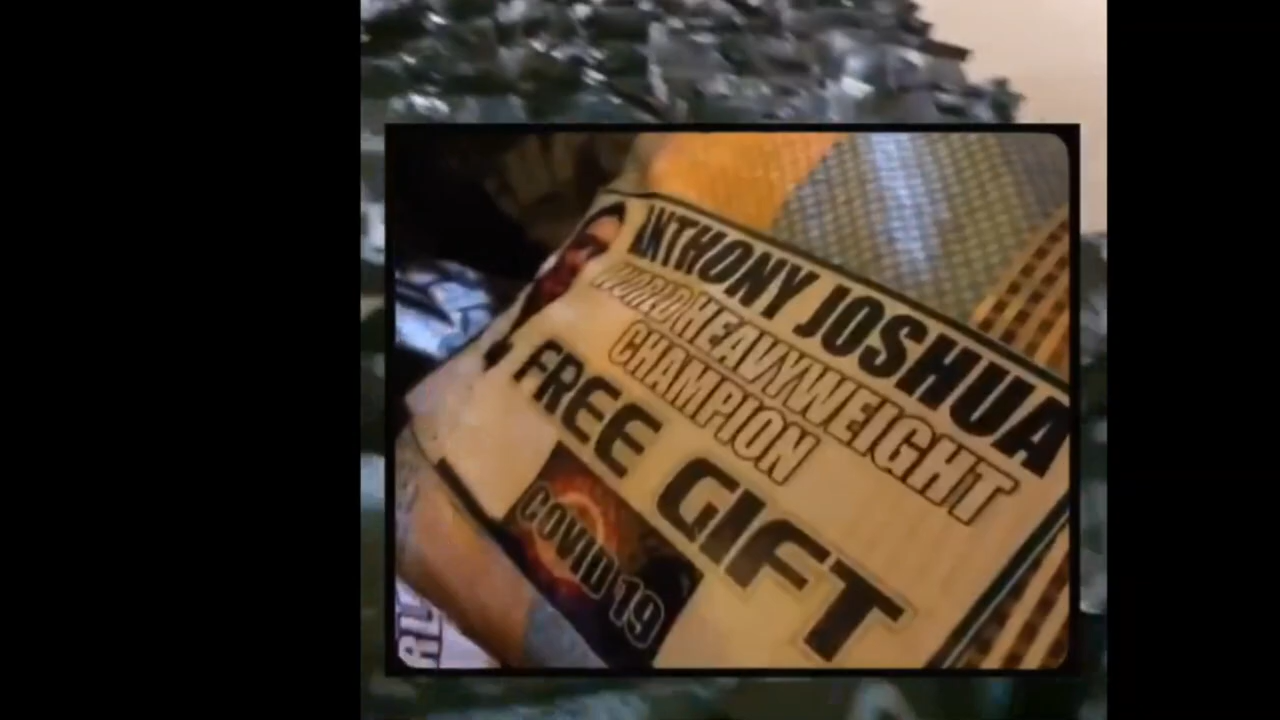 ANTHONY JOSHUA
WORLD HEAVYWEIGHT
CHAMPION
FREE GIFT
COVID 19